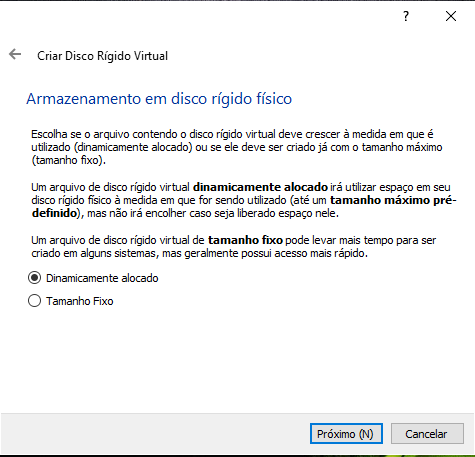 ?
Criar Disco Rígido Virtual
Armazenamento em disco rígido físico
Escolha se o arquivo contendo o disco rígido virtual deve crescer à medida em que é
utilizado (dinamicamente alocado) ou se ele deve ser criado já com o tamanho máximo
(tamanho fixo).
Um arquivo de disco rígido virtual dinamicamente alocado irá utilizar espaço em seu
disco rígido físico à medida em que for sendo utilizado (até um tamanho máximo pré-
definido), mas não irá encolher caso seja liberado espaço nele.
Um arquivo de disco rígido virtual de tamanho fixo pode levar mais tempo para ser
criado em alguns sistemas, mas geralmente possui acesso mais rápido.
Dinamicamente alocado
Tamanho Fixo
Próximo (N) Cancelar